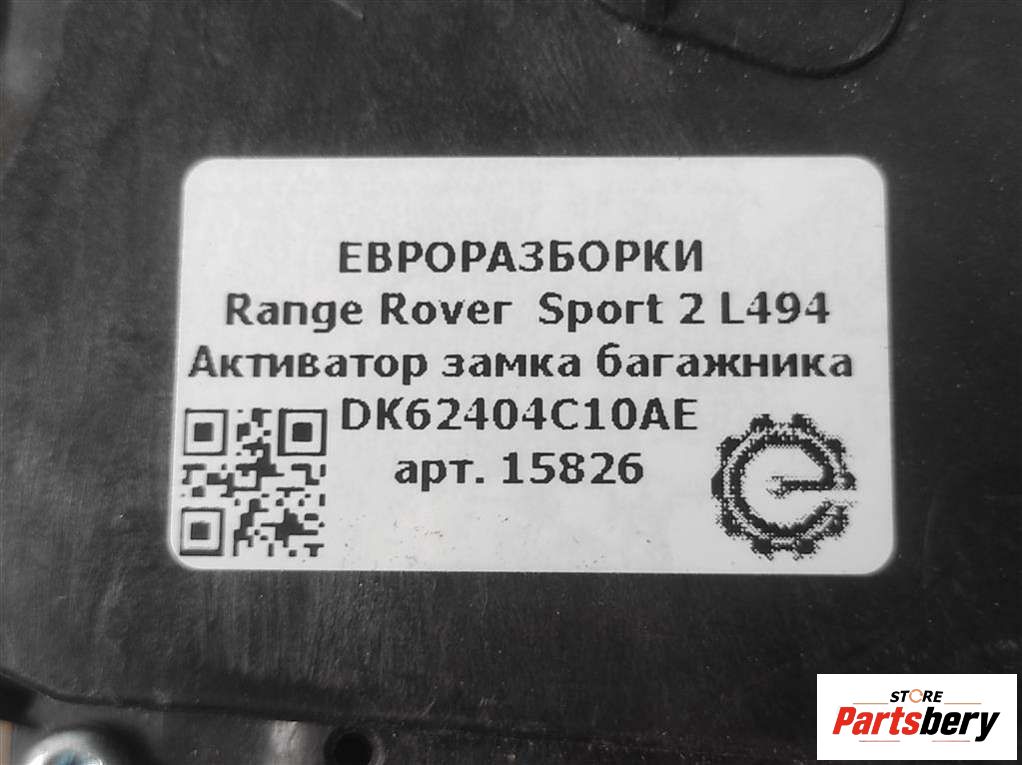 ЕВРОРАЗБОРКИ
Range Rover Sport 2 L494
Активатор замка багажника
DK62404C10AE
арт. 15826
STORE
Partsbery